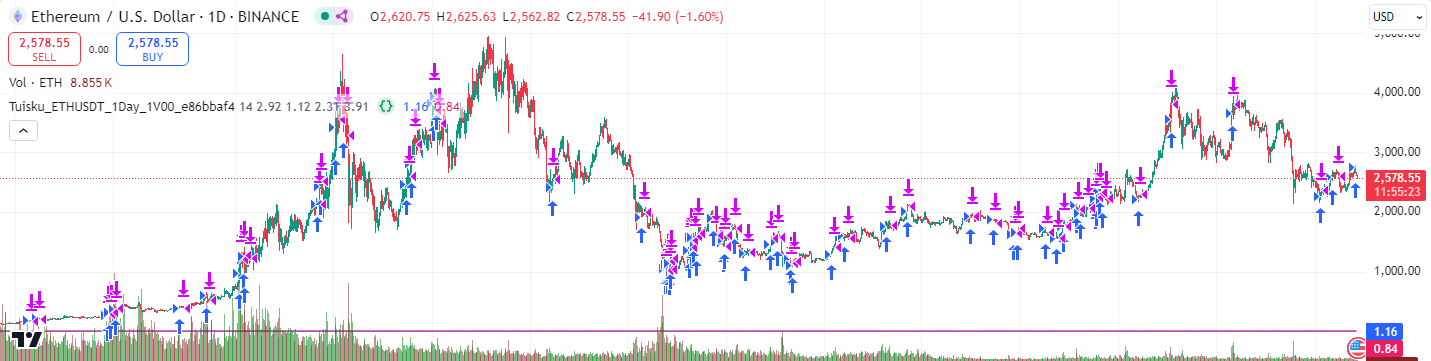 Ethereum / U.S. Dollar · 1D · BINANCE O2,620.75 H2,625.63 L2,562.82 C2,578.55 −41.90 (−1.60%)
USD
2,578.55 0.00 2,578.55
SELL BUY
Vol · ETH 8.855K
Tuisku_ETHUSDT_1Day_1V00_e86bbaf4 14 2.92 1.12 2.37 3.91 {} 1.16 0.84
5,000.00
4,000.00
3,000.00
2,578.55
11:55:23
2,000.00
1,000.00
1.16
0.84